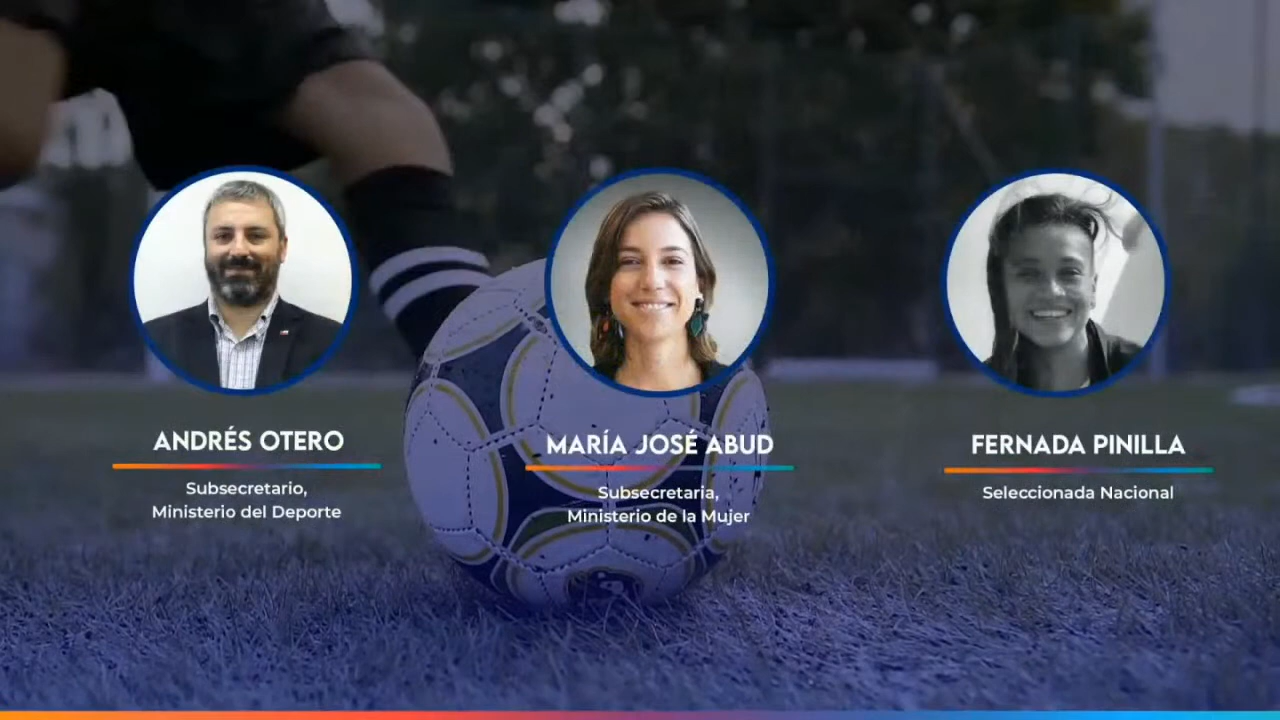 ANDRÉS OTERO
Subsecretario,
Ministerio del Deporte
MARÍA JOSÉ ABUD
Subsecretaria,
Ministerio de la Mujer
FERNADA PINILLA
Seleccionada Nacional